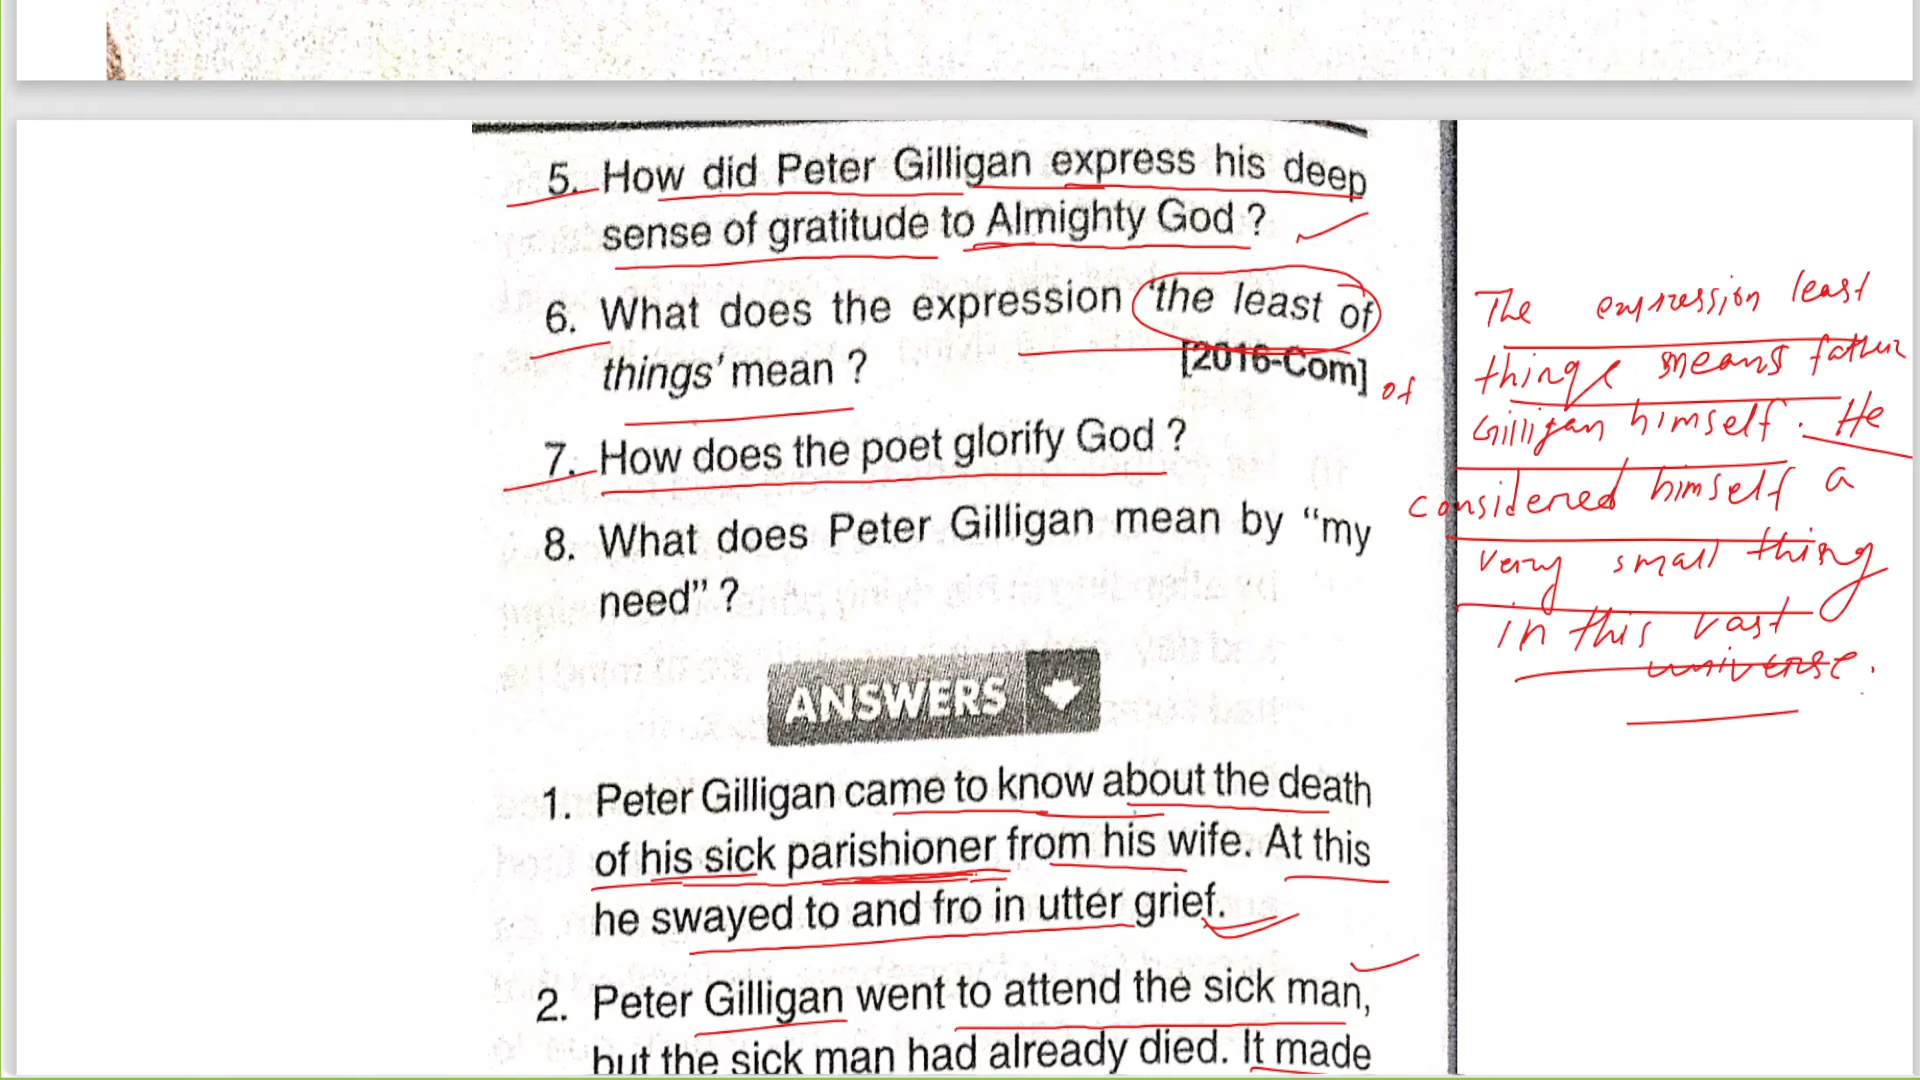 5. How did Peter Gilligan express his deep
sense of gratitude to Almighty God ?
6. What does the expression 'the least of
things' mean ?
[2016-Com]
7. How does the poet glorify God ?
8. What does Peter Gilligan mean by “my
need” ?
ANSWERS
1. Peter Gilligan came to know about the death
of his sick parishioner from his wife. At this
he swayed to and fro in utter grief.
2. Peter Gilligan went to attend the sick man,
but the sick man had already died. It made
The expression least
of things means father
Gilligan himself. He
considered himself a
very small thing
in this vast
universe.